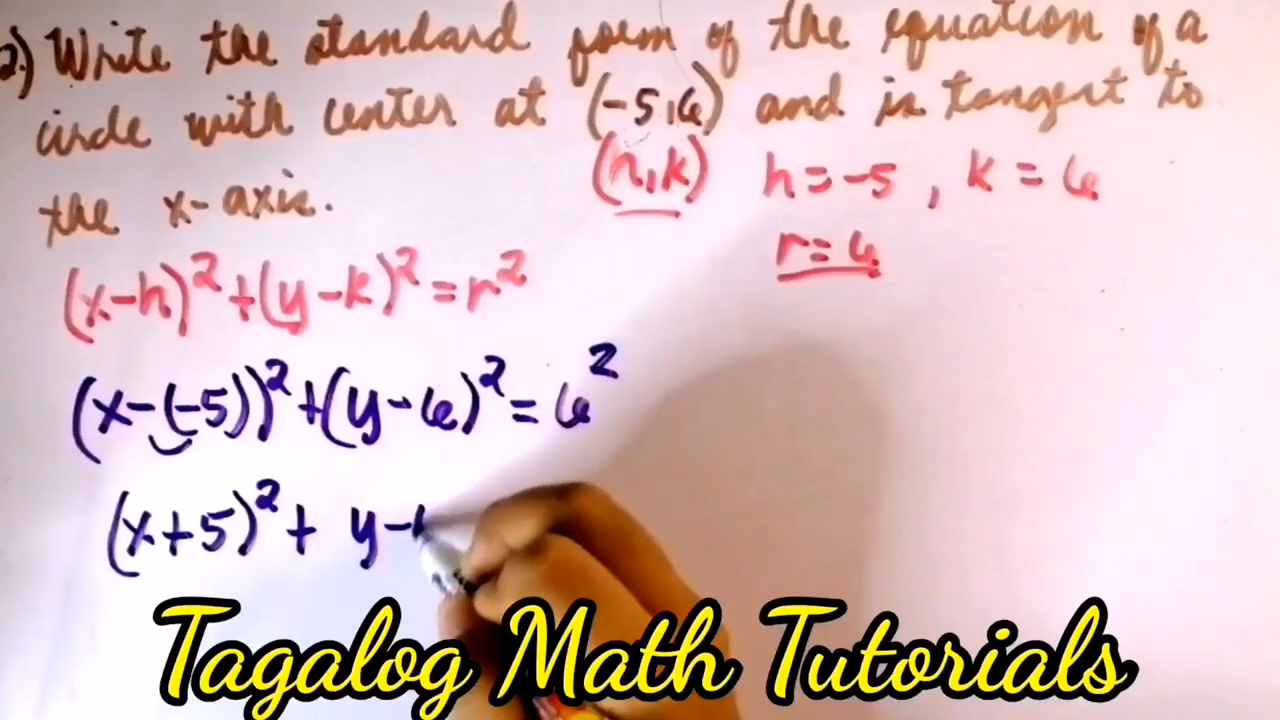 2.) Write the standard form of the equation of a
circle with center at (-5,6) and is tangent to
(h,k) h=-5, k=6
the x-axis.
r=6
(x-h)²+(y-k)²=r²
(x-(-5))²+(y-6)²=6²
(x+5)²+ y-
Tagalog Math Tutorials